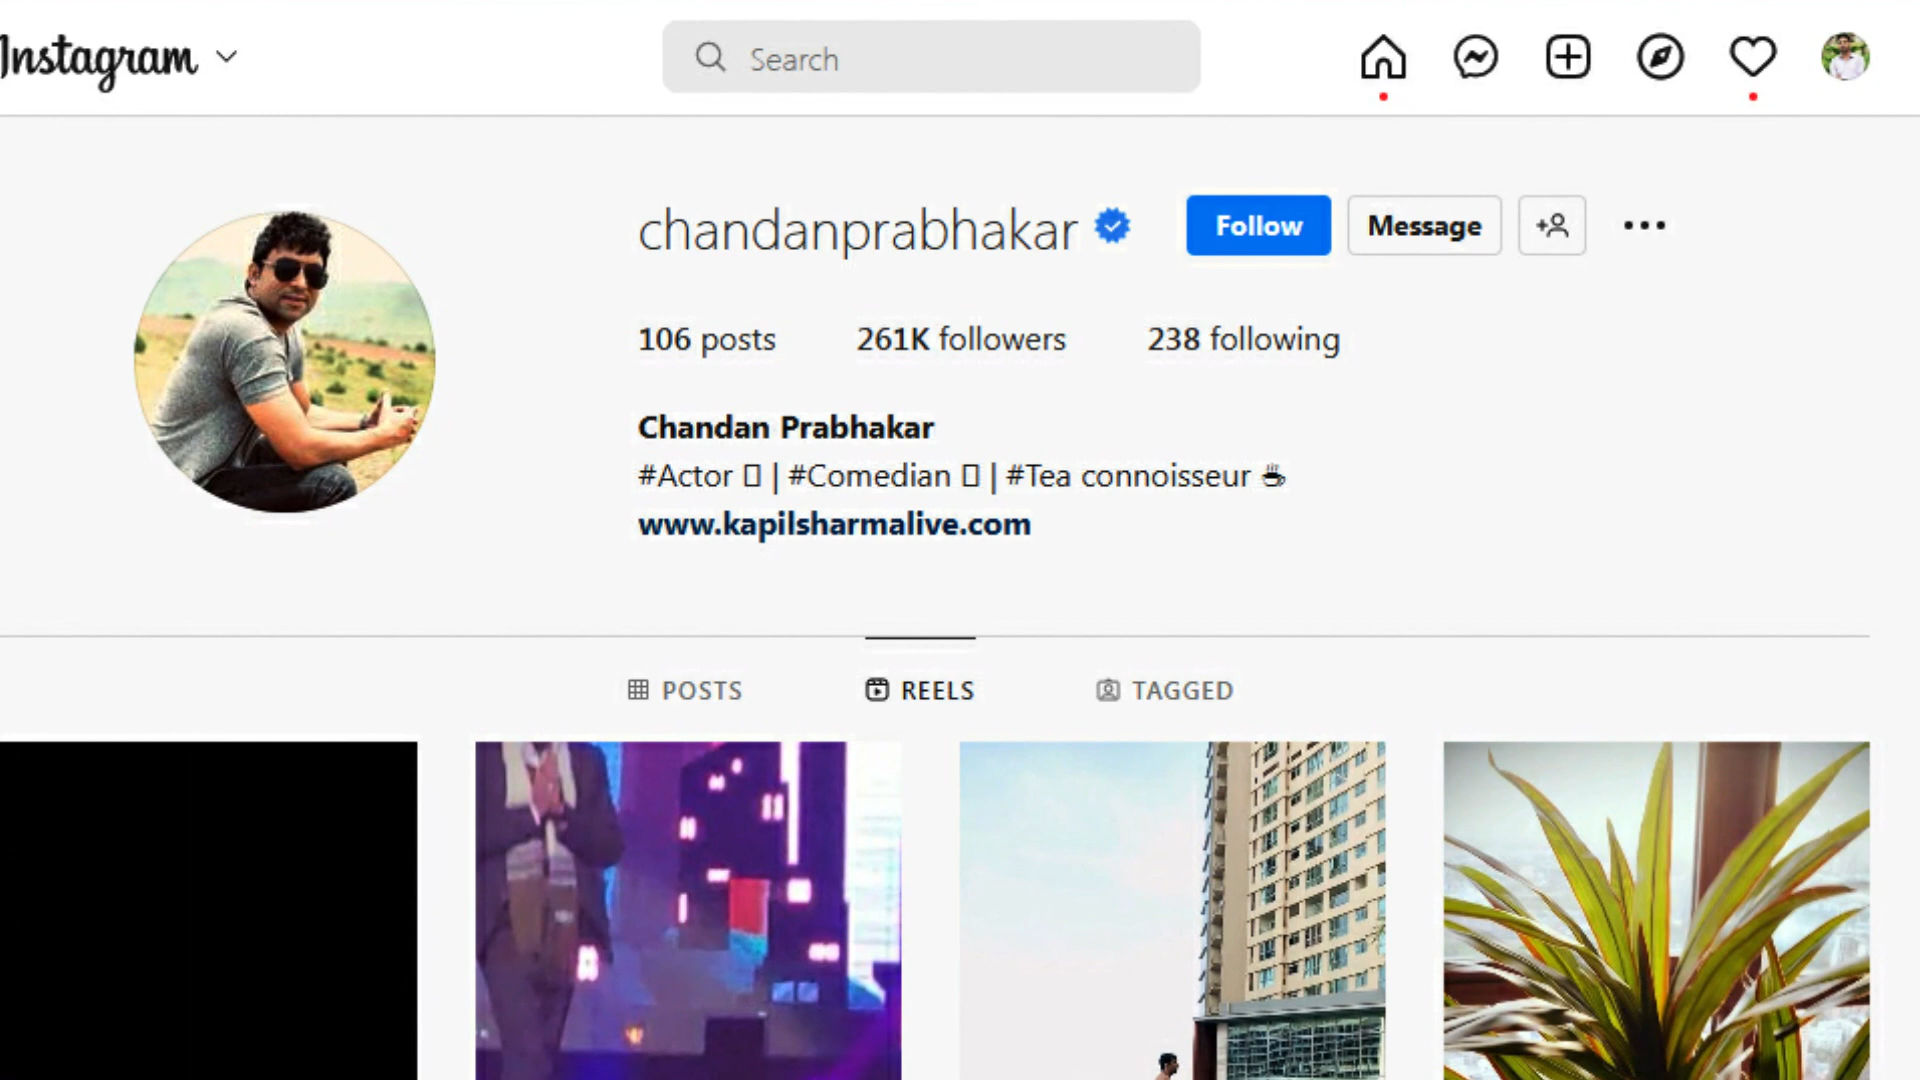 Instagram
Search
chandanprabhakar
Follow
Message
106 posts 261K followers 238 following
Chandan Prabhakar
#Actor | #Comedian | #Tea connoisseur ☕
www.kapilsharmalive.com
POSTS REELS TAGGED